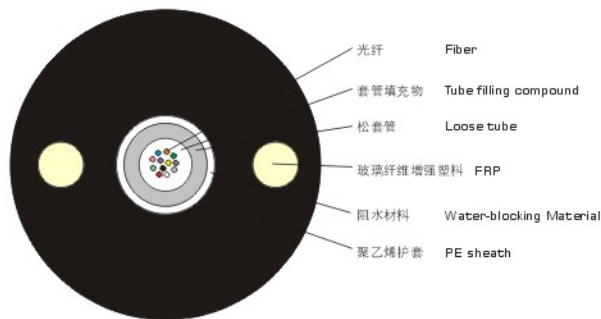 光纤 Fiber
套管填充物 Tube filling compound
松套管 Loose tube
玻璃纤维增强塑料 FRP
阻水材料 Water-blocking Material
聚乙烯护套 PE sheath